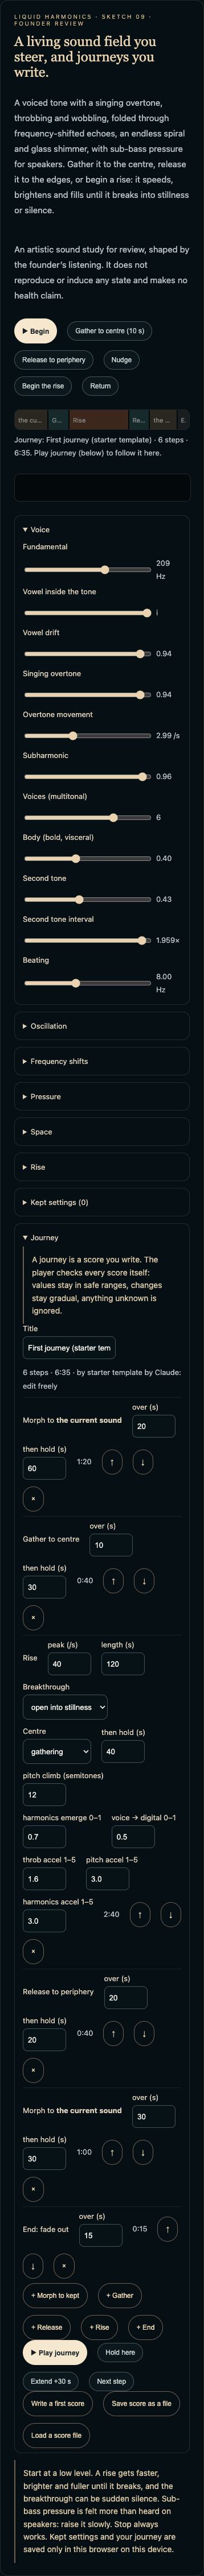 LIQUID HARMONICS · SKETCH 09 ·
FOUNDER REVIEW
A living sound field you
steer, and journeys you
write.
A voiced tone with a singing overtone,
throbbing and wobbling, folded through
frequency-shifted echoes, an endless spiral
and glass shimmer, with sub-bass pressure
for speakers. Gather it to the centre, release
it to the edges, or begin a rise: it speeds,
brightens and fills until it breaks into stillness
or silence.
An artistic sound study for review, shaped by
the founder's listening. It does not
reproduce or induce any state and makes no
health claim.
▶ Begin
Gather to centre (10 s)
Release to periphery
Nudge
Begin the rise
Return
the cu… G… Rise Re… the … E
Journey: First journey (starter template) · 6 steps ·
6:35. Play journey (below) to follow it here.
▼ Voice
Fundamental
209
Hz
Vowel inside the tone
i
Vowel drift
0.94
Singing overtone
0.94
Overtone movement
2.99 /s
Subharmonic
0.96
Voices (multitonal)
6
Body (bold, visceral)
0.40
Second tone
0.43
Second tone interval
1.959×
Beating
8.00
Hz
▶ Oscillation
▶ Frequency shifts
▶ Pressure
▶ Space
▶ Rise
▶ Kept settings (0)
▼ Journey
A journey is a score you write. The
player checks every score itself:
values stay in safe ranges, changes
stay gradual, anything unknown is
ignored.
Title
First journey (starter tem
6 steps · 6:35 · by starter template by Claude:
edit freely
Morph to the current sound
over (s)
20
then hold (s)
60
1:20 ↑ ↓
×
Gather to centre
over (s)
10
then hold (s)
30
0:40 ↑ ↓
×
Rise
peak (/s)
40
length (s)
120
Breakthrough
open into stillness
Centre
gathering
then hold (s)
40
pitch climb (semitones)
12
harmonics emerge 0–1
0.7
voice → digital 0–1
0.5
throb accel 1–5
1.6
pitch accel 1–5
3.0
harmonics accel 1–5
3.0
2:40 ↑ ↓
×
Release to periphery
over (s)
20
then hold (s)
20
0:40 ↑ ↓
×
Morph to the current sound
over (s)
30
then hold (s)
30
1:00 ↑ ↓
×
End: fade out
over (s)
15
0:15 ↑
↓ ×
+ Morph to kept
+ Gather
+ Release
+ Rise
+ End
▶ Play journey
Hold here
Extend +30 s
Next step
Write a first score
Save score as a file
Load a score file
Start at a low level. A rise gets faster,
brighter and fuller until it breaks, and the
breakthrough can be sudden silence. Sub-
bass pressure is felt more than heard on
speakers: raise it slowly. Stop always
works. Kept settings and your journey are
saved only in this browser on this device.